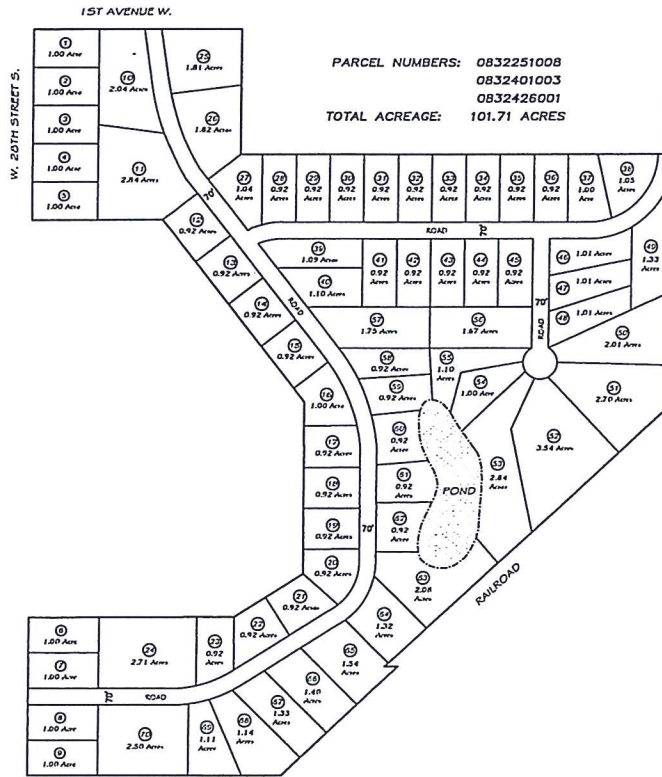 1ST AVENUE W.
W. 28TH STREET S.
PARCEL NUMBERS: 0832251008
0832401003
0832426001
TOTAL ACREAGE: 101.71 ACRES
1
1.00 Acre
2
1.00 Acre
3
1.00 Acre
4
1.00 Acre
5
1.00 Acre
10
2.04 Acres
11
2.84 Acres
25
1.81 Acres
26
1.82 Acres
27
1.04
Acres
28
0.92
Acres
29
0.92
Acres
30
0.92
Acres
31
0.92
Acres
32
0.92
Acres
33
0.92
Acres
34
0.92
Acres
35
0.92
Acres
36
0.92
Acres
37
1.00
Acre
38
1.05
Acres
70'
ROAD 70'
12
0.92 Acres
13
0.92 Acres
14
0.92 Acres
15
0.92 Acres
ROAD
39
1.09 Acres
40
1.10 Acres
41
0.92
Acres
42
0.92
Acres
43
0.92
Acres
44
0.92
Acres
45
0.92
Acres
46 1.01 Acres
47 1.01 Acres
48 1.01 Acres
49
1.33
Acres
70'
ROAD
50
2.01 Acres
51
2.70 Acres
52
3.54 Acres
53
2.84
Acres
54
1.00 Acre
55
1.10
Acres
56
1.67 Acres
57
1.75 Acres
58
0.92 Acres
59
0.92 Acres
60
0.92
Acres
61
0.92
Acres
62
0.92
Acres
POND
16
1.00 Acre
17
0.92 Acres
18
0.92 Acres
19
0.92 Acres
20
0.92 Acres
70'
21
0.92 Acres
22
0.92 Acres
23
0.92
Acres
63
2.08
Acres
RAILROAD
64
1.32
Acres
65
1.54
Acres
66
1.40
Acres
67
1.33
Acres
68
1.14
Acres
69
1.11
Acres
6
1.00 Acre
7
1.00 Acre
24
2.71 Acres
70' ROAD
8
1.00 Acre
9
1.00 Acre
70
2.50 Acres